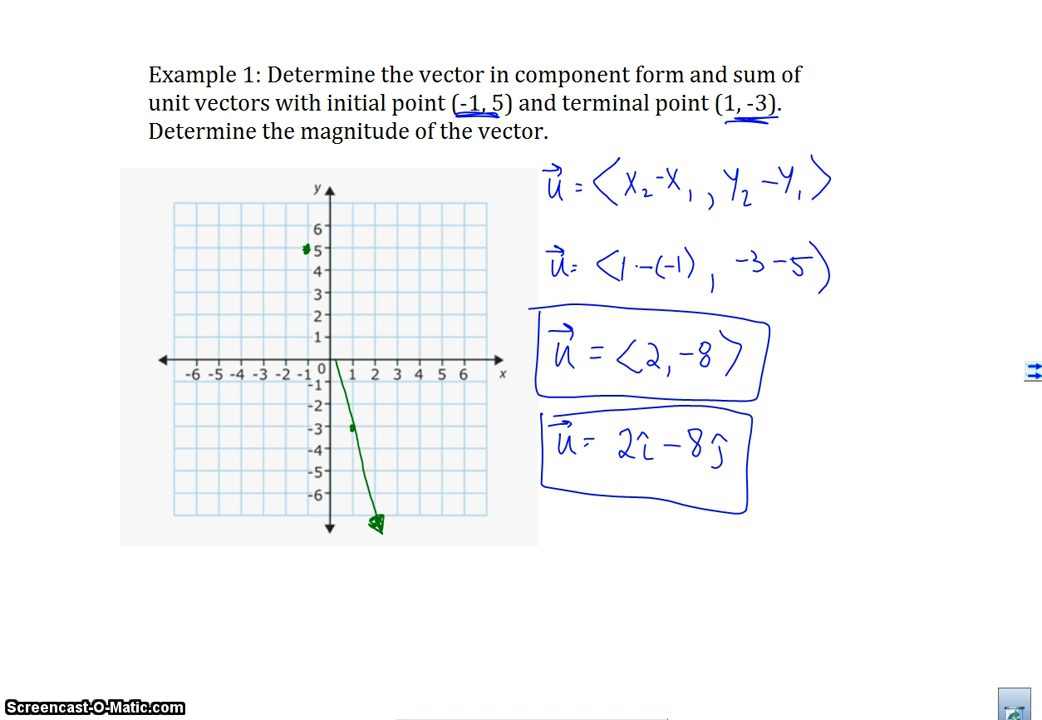 Example 1: Determine the vector in component form and sum of
unit vectors with initial point (-1, 5) and terminal point (1, -3).
Determine the magnitude of the vector.
u⃗ = ⟨x₂-x₁, y₂-y₁⟩
u⃗ = ⟨1-(-1), -3-5⟩
u⃗ = ⟨2, -8⟩
u⃗ = 2î - 8ĵ
y
6
5
4
3
2
1
-6 -5 -4 -3 -2 -1 0 1 2 3 4 5 6 x
-1
-2
-3
-4
-5
-6
Screencast-O-Matic.com